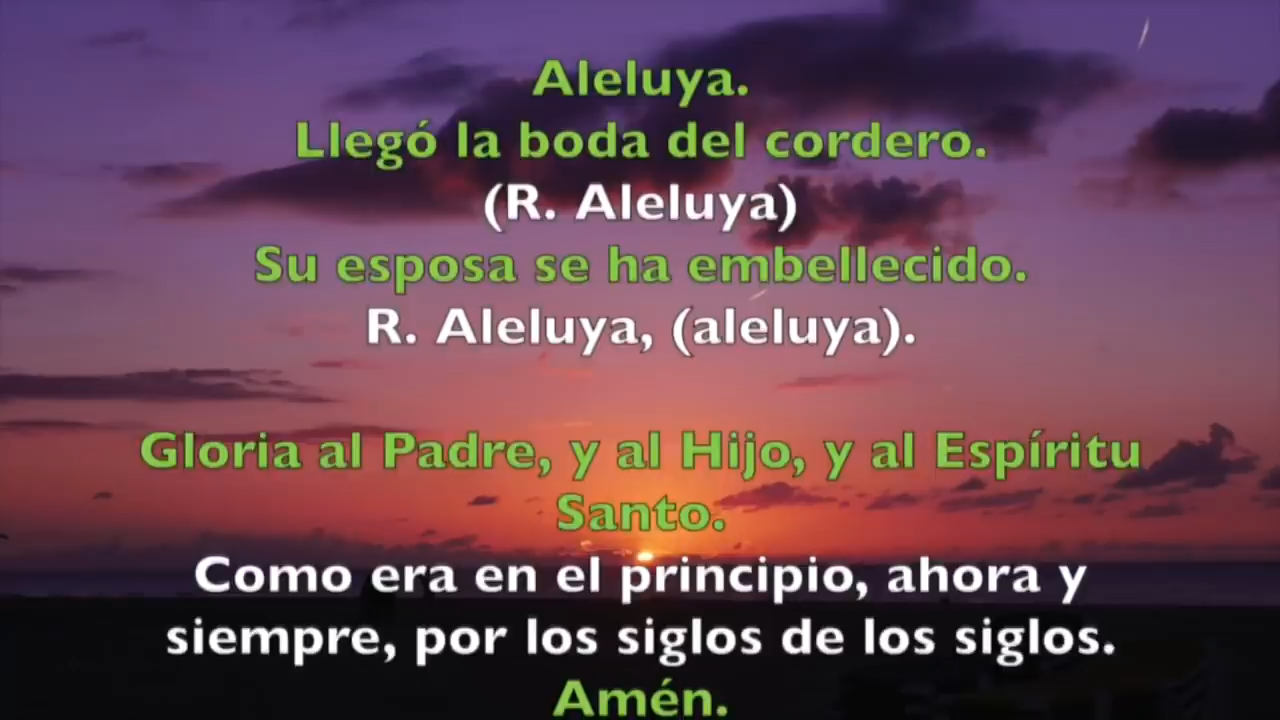 Aleluya.
Llegó la boda del cordero.
(R. Aleluya)
Su esposa se ha embellecido.
R. Aleluya, (aleluya).
Gloria al Padre, y al Hijo, y al Espíritu
Santo.
Como era en el principio, ahora y
siempre, por los siglos de los siglos.
Amén.